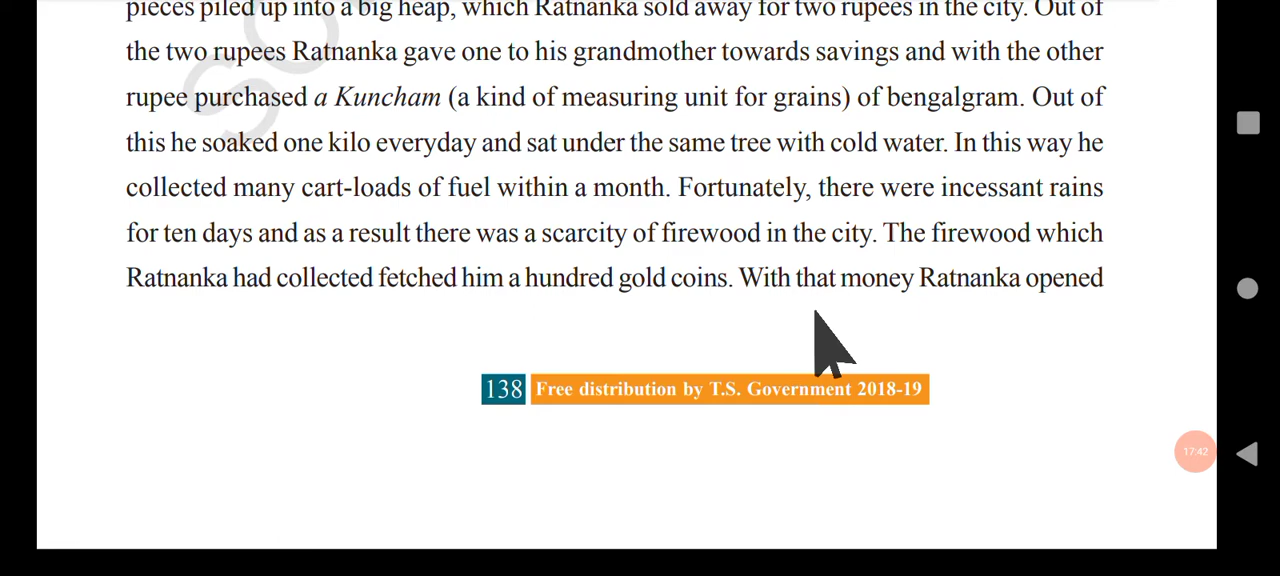 pieces piled up into a big heap, which Ratnanka sold away for two rupees in the city. Out of
the two rupees Ratnanka gave one to his grandmother towards savings and with the other
rupee purchased a Kuncham (a kind of measuring unit for grains) of bengalgram. Out of
this he soaked one kilo everyday and sat under the same tree with cold water. In this way he
collected many cart-loads of fuel within a month. Fortunately, there were incessant rains
for ten days and as a result there was a scarcity of firewood in the city. The firewood which
Ratnanka had collected fetched him a hundred gold coins. With that money Ratnanka opened
138 Free distribution by T.S. Government 2018-19
17:42